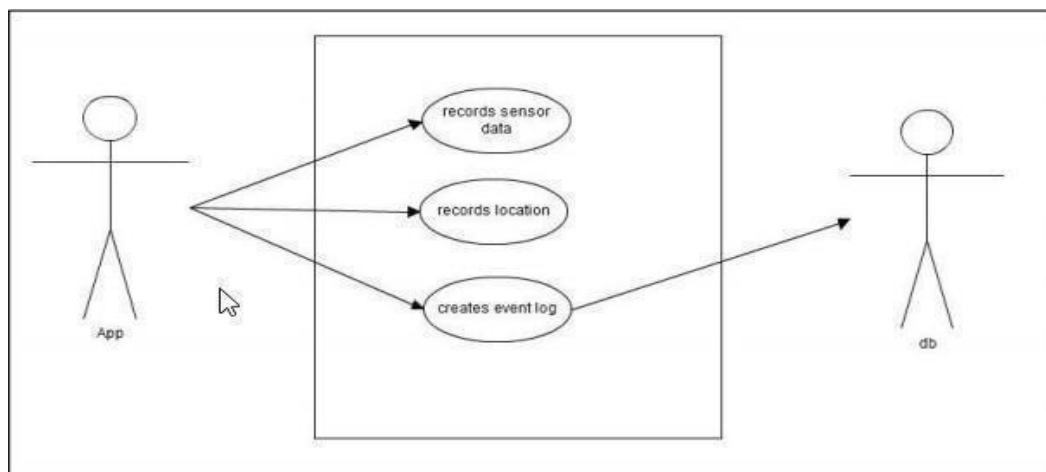 records sensor
data
records location
creates event log
App
db